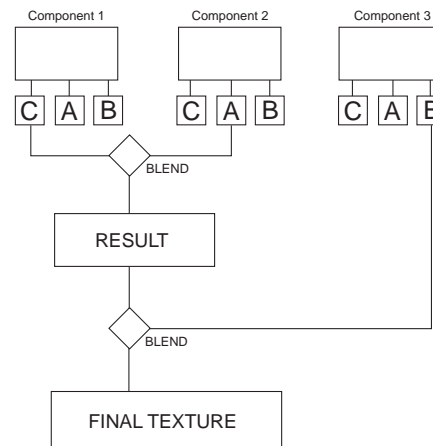 Component 1 Component 2 Component 3
C A B C A B C A B
BLEND
RESULT
BLEND
FINAL TEXTURE